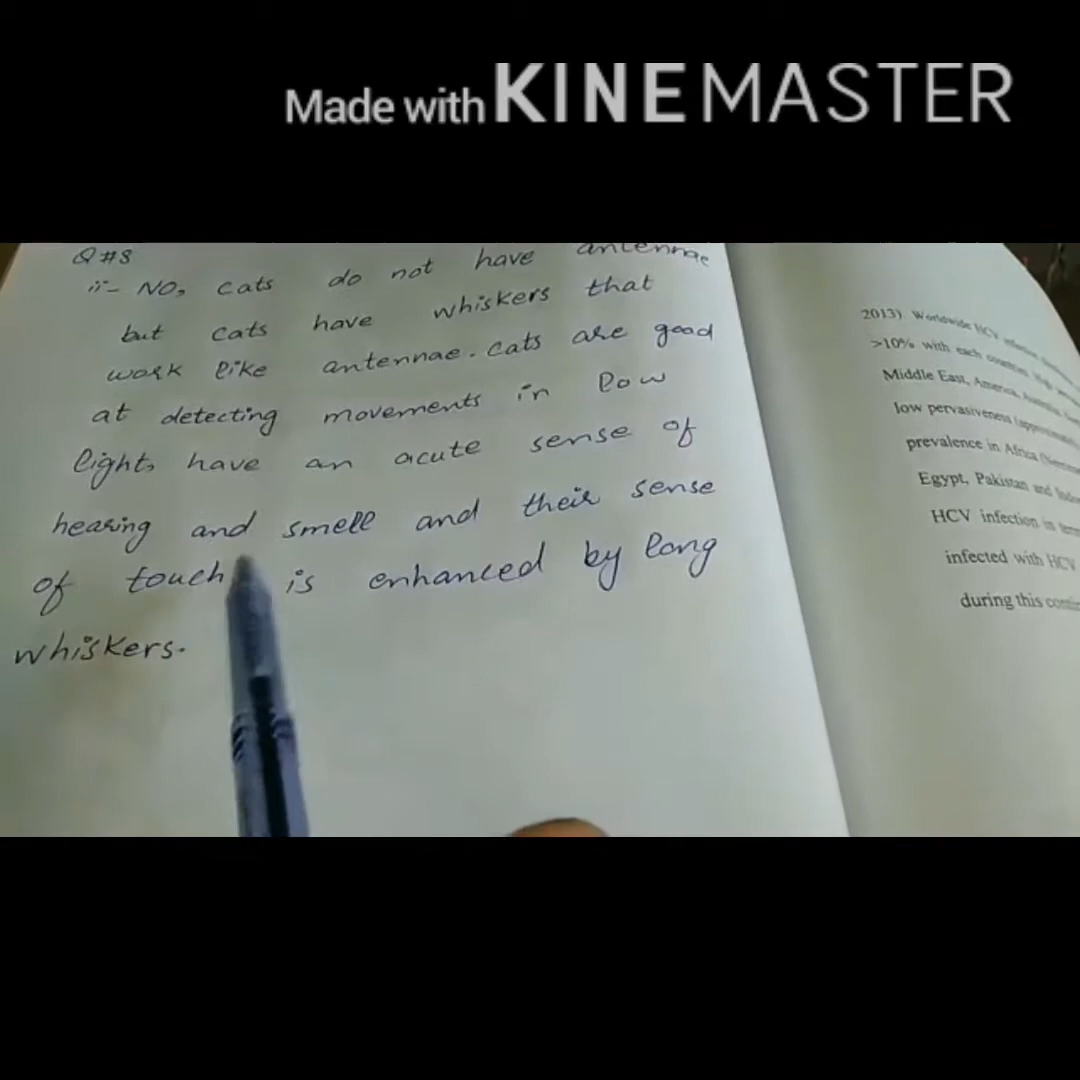 Made with KINEMASTER
Q #8
ii- NO, cats do not have antennae
but cats have whiskers that
work like antennae. cats are good
at detecting movements in low
light, have an acute sense of
hearing and smell and their sense
of touch is enhanced by long
whiskers.
2013). Worldwide HCV
>10% with each
Middle East, America,
low pervasiveness
prevalence in Africa
Egypt, Pakistan and
HCV infection in
infected with HCV
during this